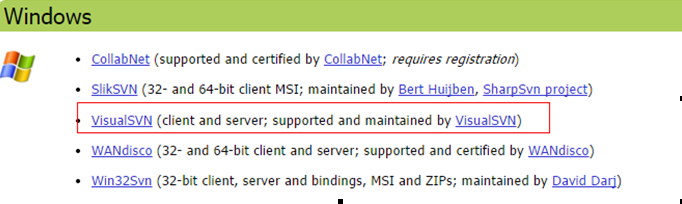 Windows
CollabNet (supported and certified by CollabNet; requires registration)
SlikSVN (32- and 64-bit client MSI; maintained by Bert Huijben, SharpSvn project)
VisualSVN (client and server; supported and maintained by VisualSVN)
WANdisco (32- and 64-bit client and server; supported and certified by WANdisco)
Win32Svn (32-bit client, server and bindings, MSI and ZIPs; maintained by David Darj)